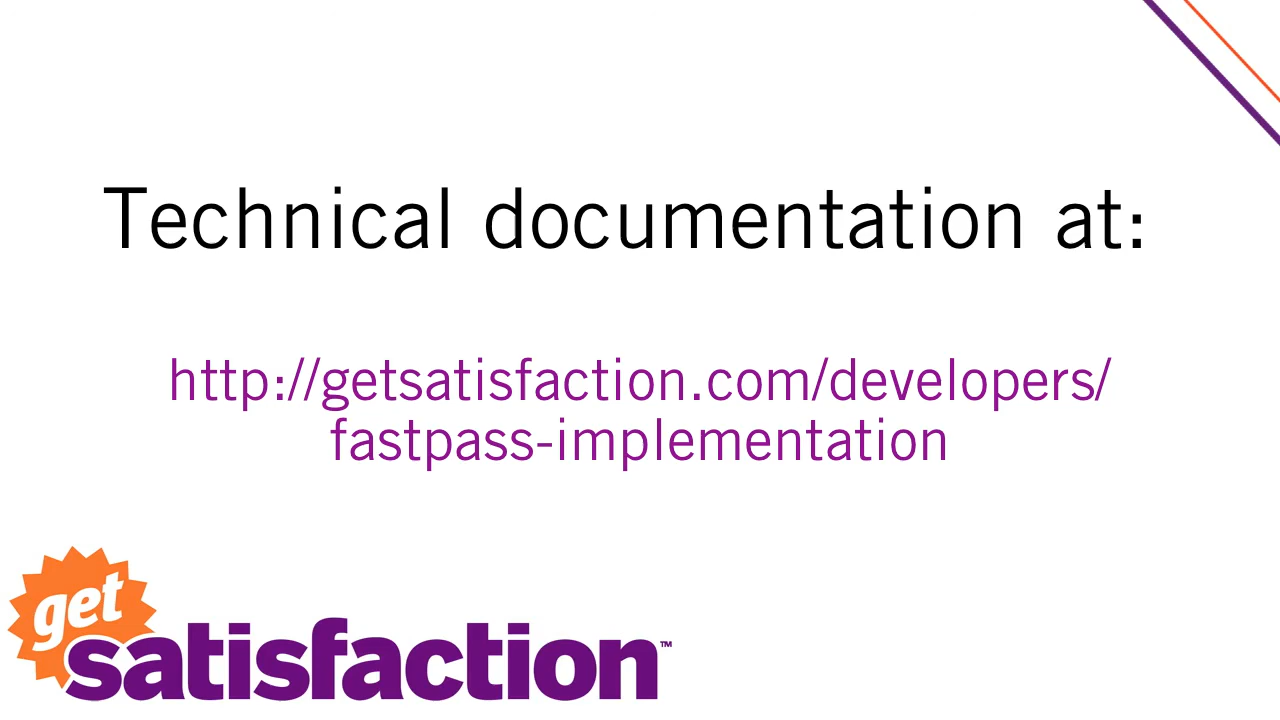 Technical documentation at:
http://getsatisfaction.com/developers/
fastpass-implementation
get
satisfaction™